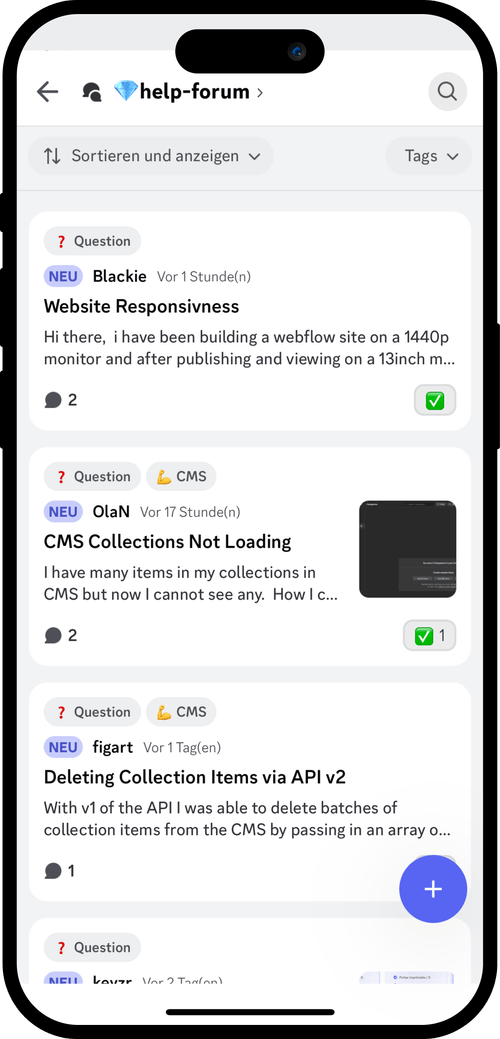 💎help-forum ›
Sortieren und anzeigen
Tags
❓ Question
NEU Blackie Vor 1 Stunde(n)
Website Responsivness
Hi there,  i have been building a webflow site on a 1440p
monitor and after publishing and viewing on a 13inch m...
2
✅
❓ Question 💪 CMS
NEU OlaN Vor 17 Stunde(n)
CMS Collections Not Loading
I have many items in my collections in
CMS but now I cannot see any.  How I c...
2
✅ 1
❓ Question 💪 CMS
NEU figart Vor 1 Tag(en)
Deleting Collection Items via API v2
With v1 of the API I was able to delete batches of
collection items from the CMS by passing in an array o...
1
+
❓ Question
NEU Vor 2 Tag(en)